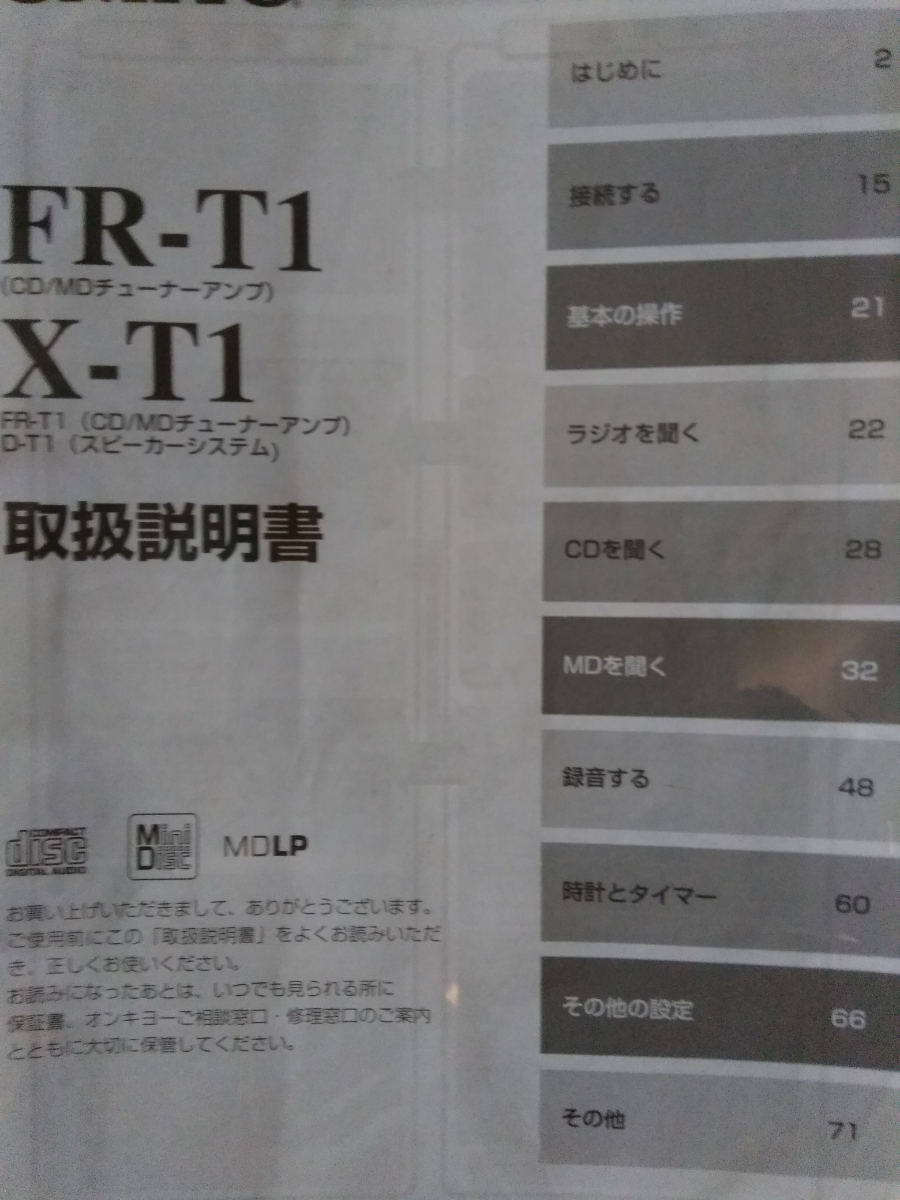 FR-T1
(CD/MDチューナーアンプ)
X-T1
FR-T1（CD/MDチューナーアンプ）
D-T1（スピーカーシステム）
取扱説明書
COMPACT
disc
DIGITAL AUDIO
Mini
Disc
MDLP
お買い上げいただきまして、ありがとうございます。
ご使用前にこの「取扱説明書」をよくお読みいただ
き、正しくお使いください。
お読みになったあとは、いつでも見られる所に
保証書、オンキヨーご相談窓口・修理窓口のご案内
とともに大切に保管してください。
はじめに 2
接続する 15
基本の操作 21
ラジオを聞く 22
CDを聞く 28
MDを聞く 32
録音する 48
時計とタイマー 60
その他の設定 66
その他 71